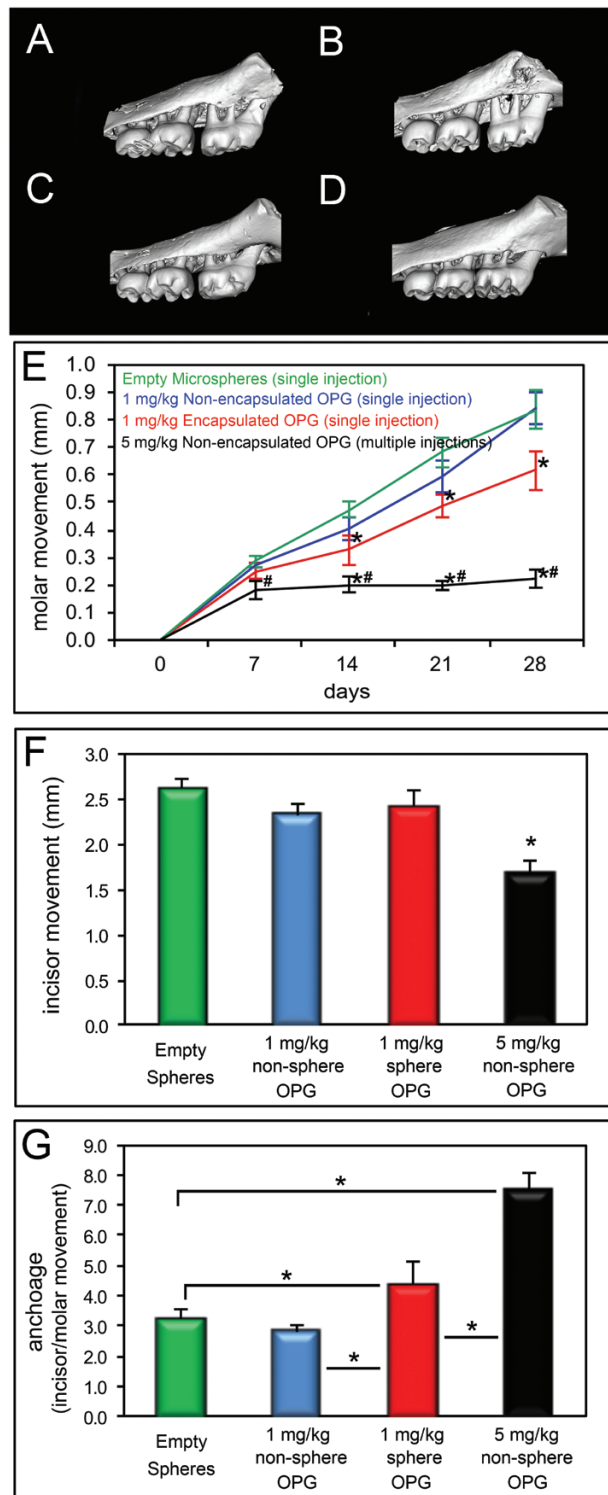 A
B
C
D
E
Empty Microspheres (single injection)
1 mg/kg Non-encapsulated OPG (single injection)
1 mg/kg Encapsulated OPG (single injection)
5 mg/kg Non-encapsulated OPG (multiple injections)
molar movement (mm)
1.0
0.9
0.8
0.7
0.6
0.5
0.4
0.3
0.2
0.1
0.0
#
*
*#
*
*#
*
*#
0 7 14 21 28
days
F
incisor movement (mm)
3.0
2.5
2.0
1.5
1.0
0.5
0.0
*
Empty
Spheres
1 mg/kg
non-sphere
OPG
1 mg/kg
sphere
OPG
5 mg/kg
non-sphere
OPG
G
anchoage
(incisor/molar movement)
9.0
8.0
7.0
6.0
5.0
4.0
3.0
2.0
1.0
0.0
*
*
*
*
Empty
Spheres
1 mg/kg
non-sphere
OPG
1 mg/kg
sphere
OPG
5 mg/kg
non-sphere
OPG